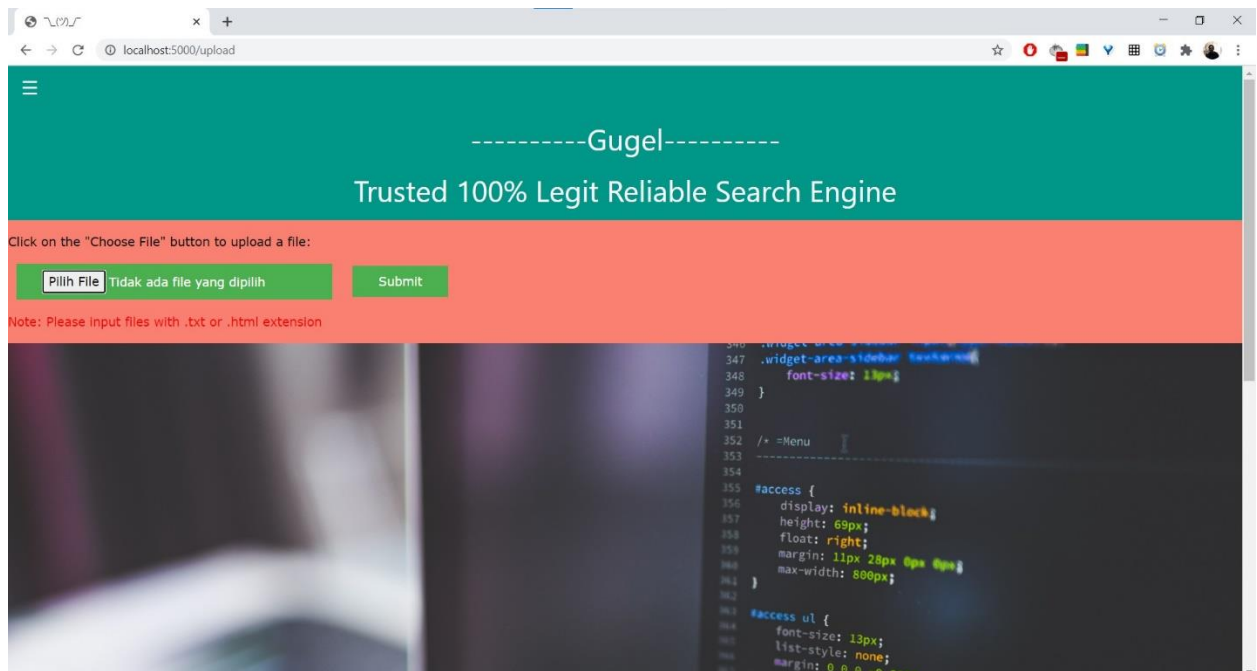 ¯\_(ツ)_/¯
localhost:5000/upload
☰
----------Gugel----------
Trusted 100% Legit Reliable Search Engine
Click on the "Choose File" button to upload a file:
Pilih File Tidak ada file yang dipilih
Submit
Note: Please input files with .txt or .html extension
347 .widget-area-sidebar
348 font-size: 13px;
349 }
350
351
352 /* =Menu
353 ----------------------------------------
354
355 #access {
356 display: inline-block;
357 height: 69px;
358 float: right;
359 margin: 11px 28px 0px 0px;
360 max-width: 800px;
361 }
362
363 #access ul {
font-size: 13px;
list-style: none;